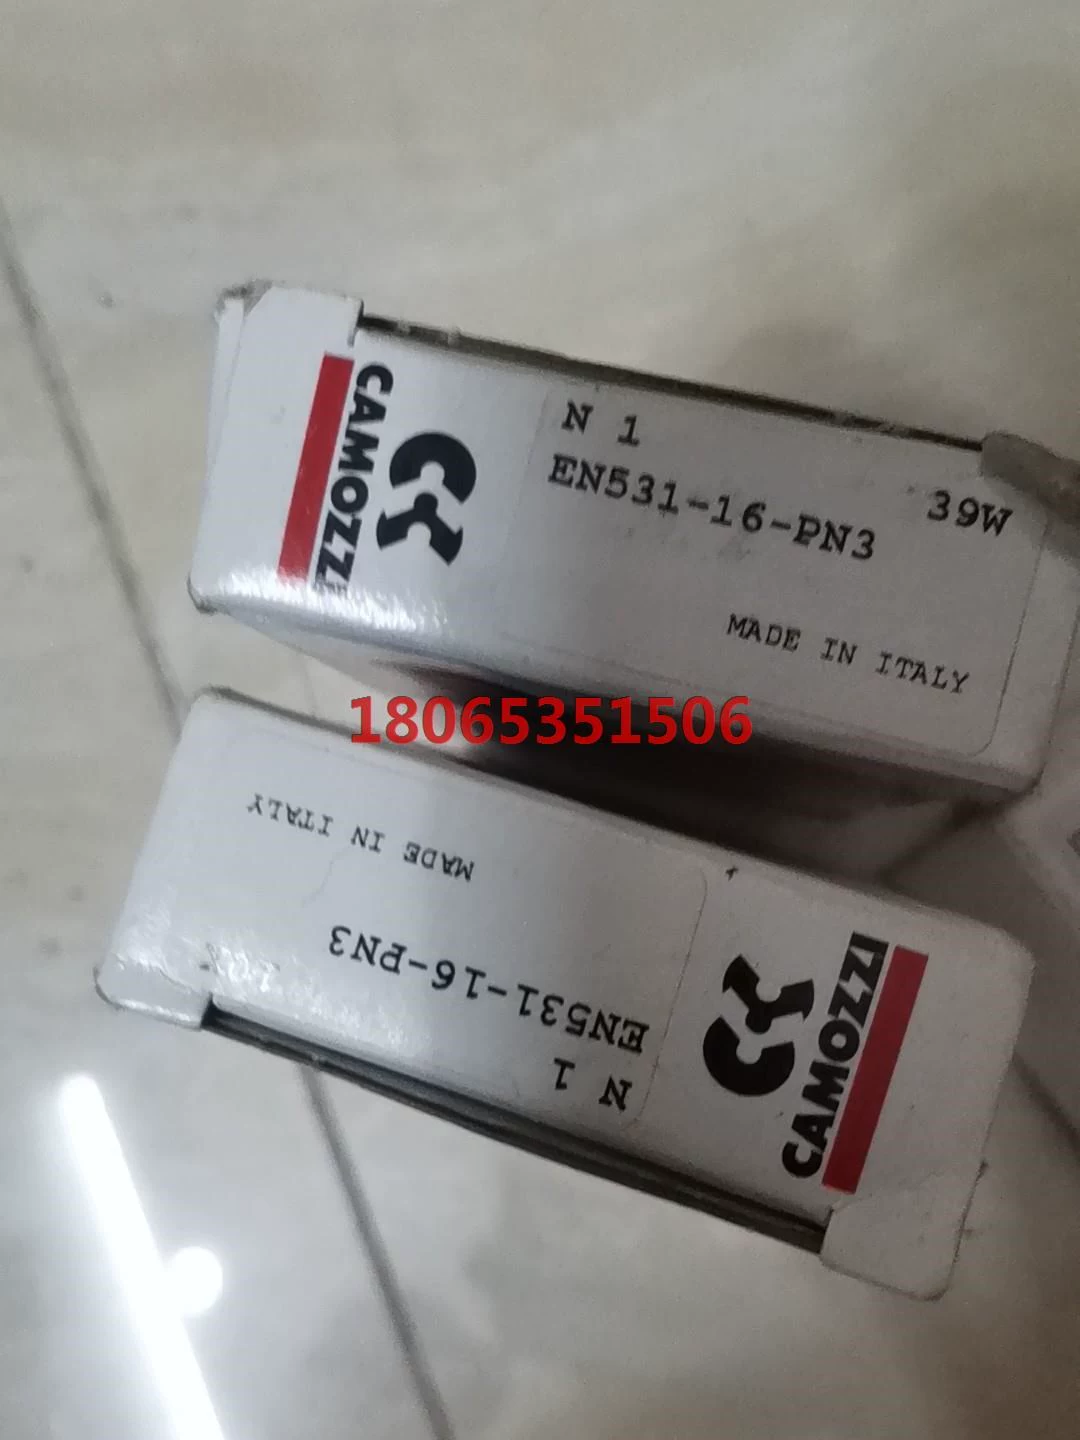 CAMOZZI
N 1
EN531-16-PN3
39W
MADE IN ITALY
18065351506
CAMOZZI
N 1
EN531-16-PN3
MADE IN ITALY